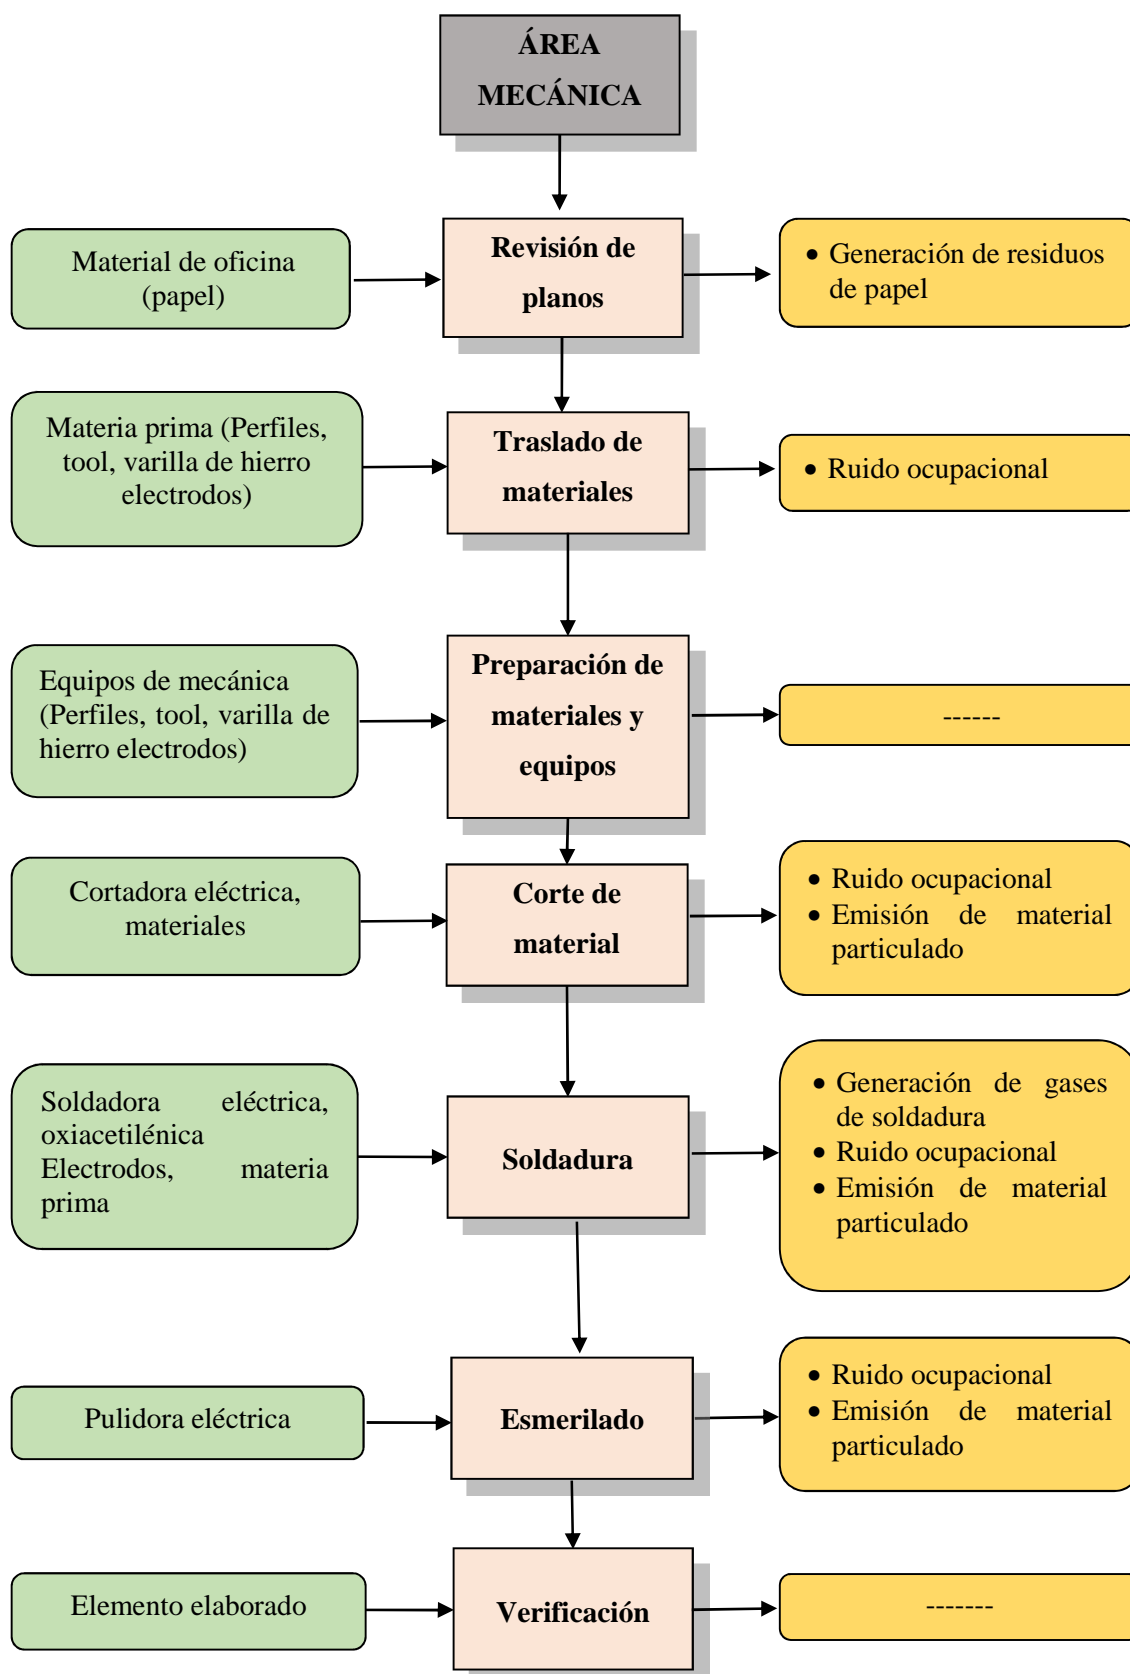 ÁREA
MECÁNICA
Material de oficina
(papel)
Revisión de
planos
• Generación de residuos
de papel
Materia prima (Perfiles,
tool, varilla de hierro
electrodos)
Traslado de
materiales
• Ruido ocupacional
Equipos de mecánica
(Perfiles, tool, varilla de
hierro electrodos)
Preparación de
materiales y
equipos
------
Cortadora eléctrica,
materiales
Corte de
material
• Ruido ocupacional
• Emisión de material
particulado
Soldadora eléctrica,
oxiacetilénica
Electrodos, materia
prima
Soldadura
• Generación de gases
de soldadura
• Ruido ocupacional
• Emisión de material
particulado
Pulidora eléctrica
Esmerilado
• Ruido ocupacional
• Emisión de material
particulado
Elemento elaborado
Verificación
-------